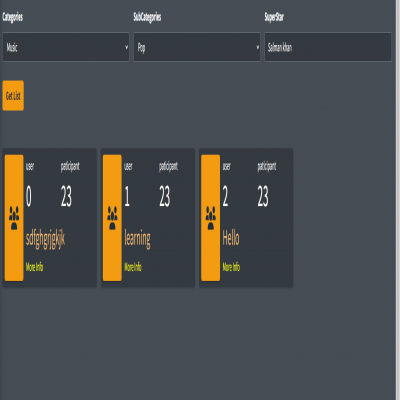 Categories SubCategories SuperStar
Music Pop Salman khan
Get List
user paticipant user paticipant user paticipant
0 23 1 23 2 23
sdfghgrjgkjk learning Hello
More Info More Info More Info